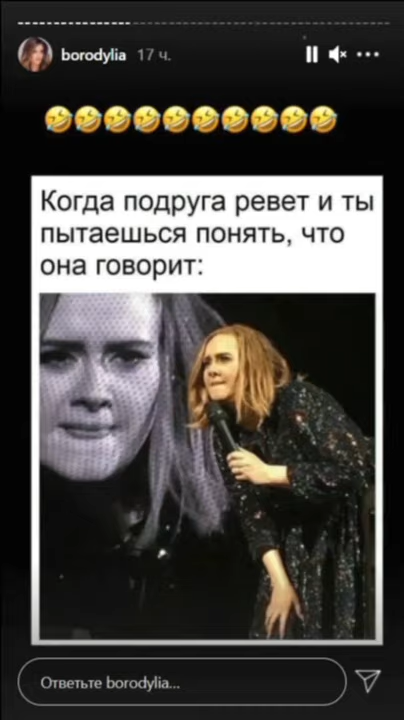 borodylia 17 ч.
Когда подруга ревет и ты
пытаешься понять, что
она говорит:
Ответьте borodylia...